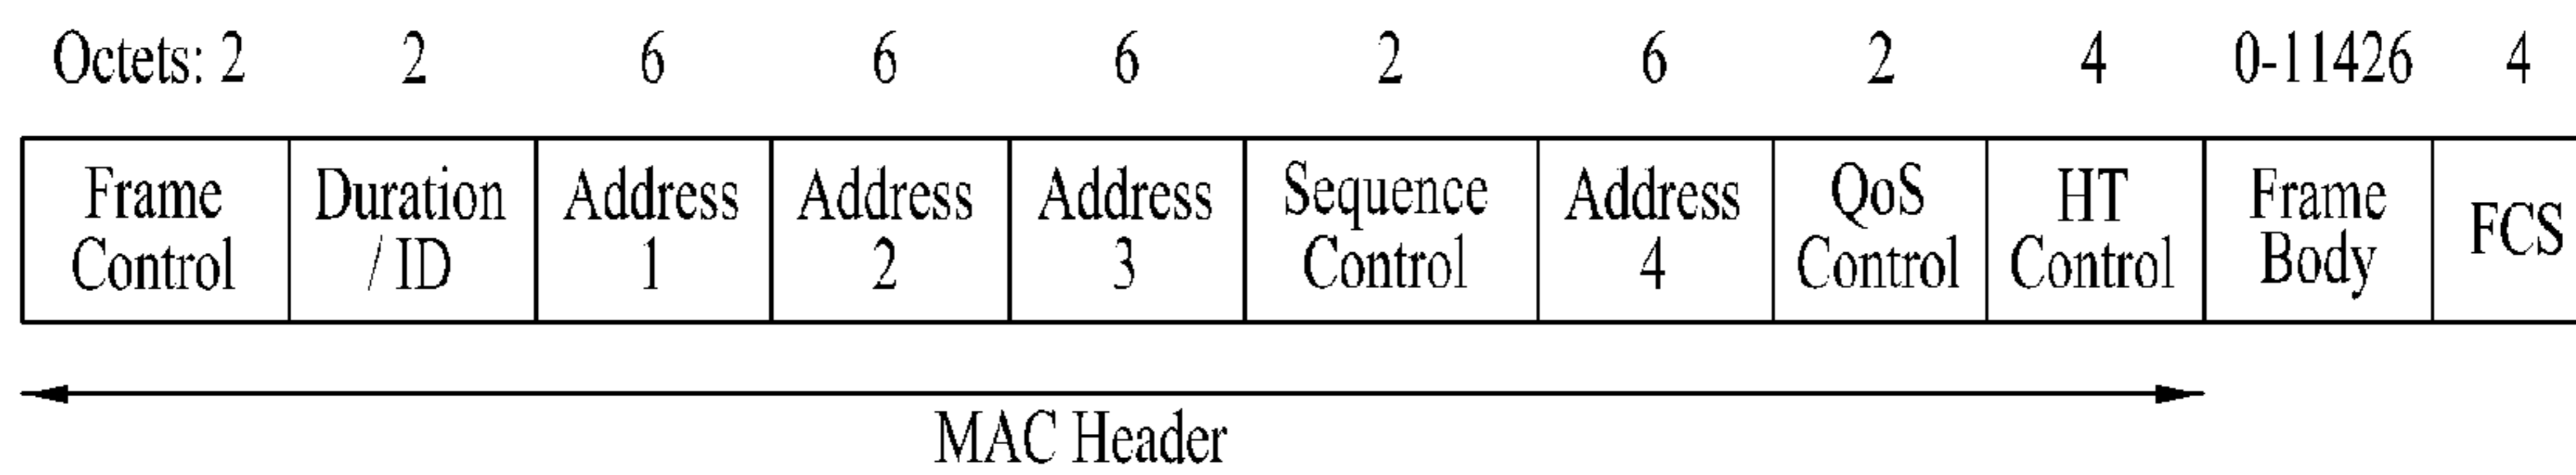 Octets: 2 2 6 6 6 2 6 2 4 0-11426 4
Frame Control
Duration / ID
Address 1
Address 2
Address 3
Sequence Control
Address 4
QoS Control
HT Control
Frame Body
FCS
MAC Header